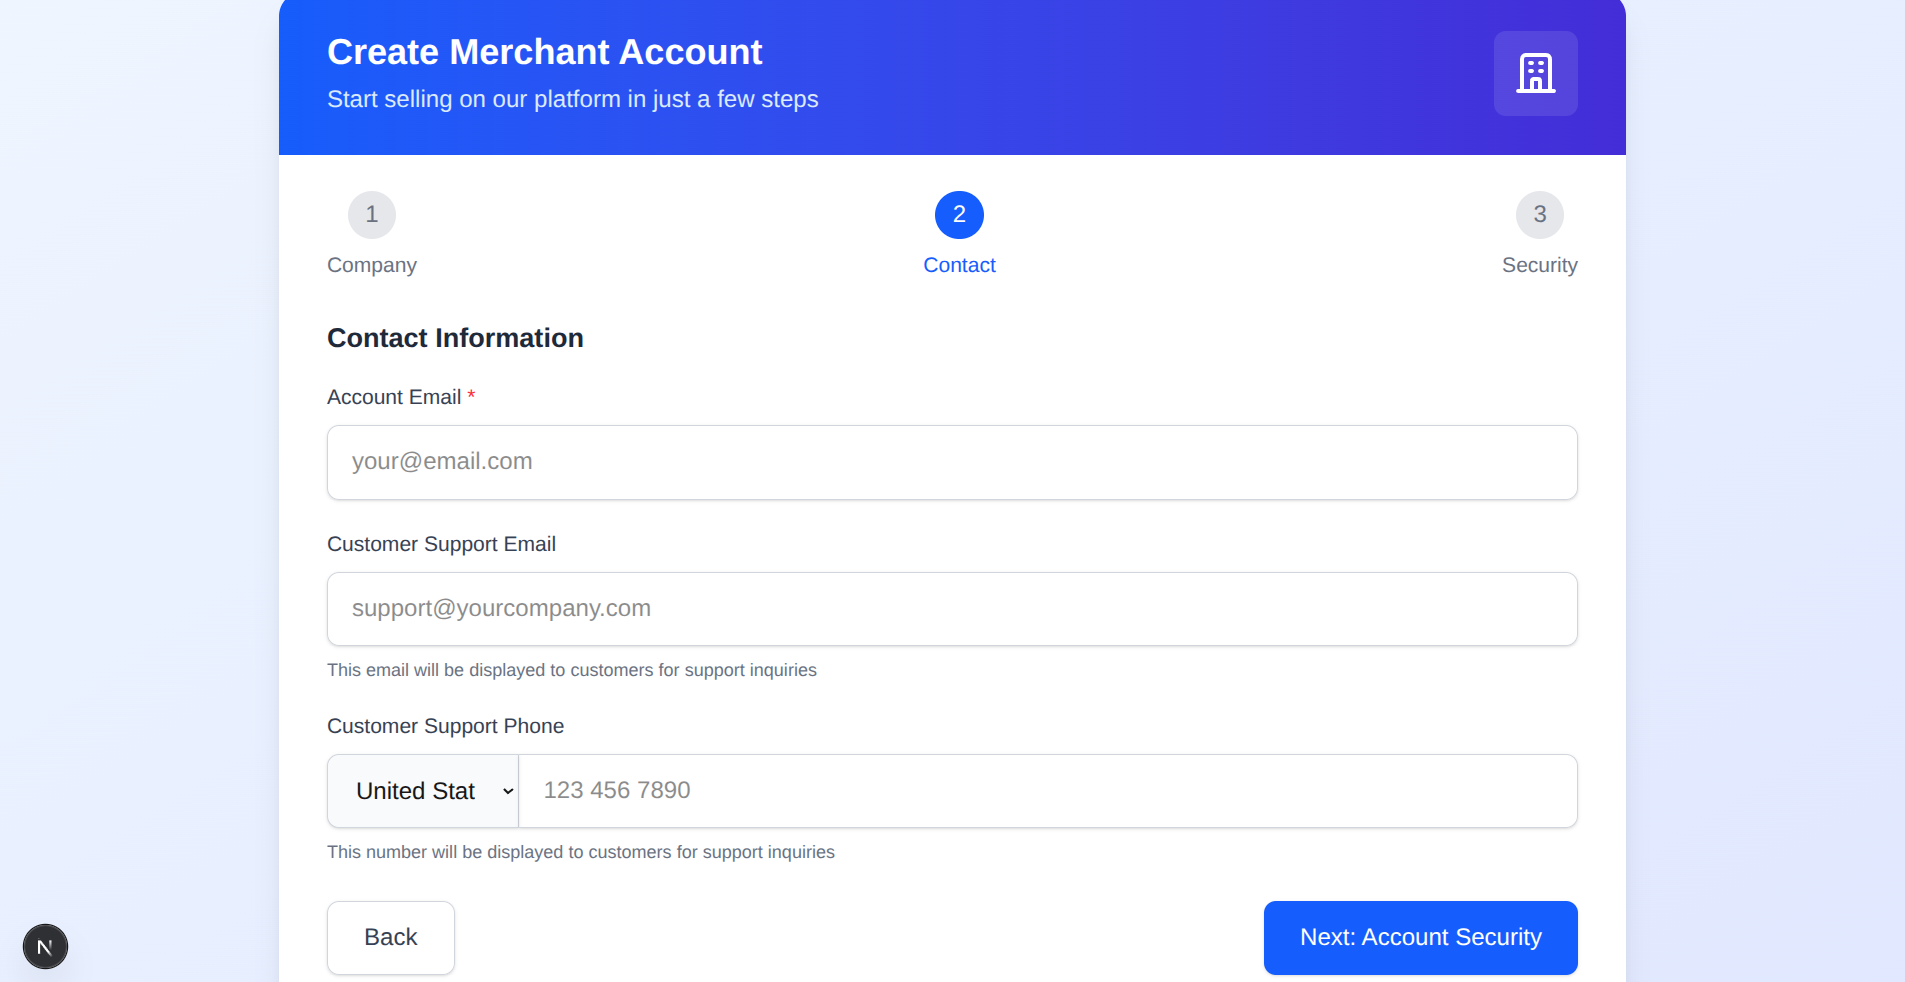 Create Merchant Account
Start selling on our platform in just a few steps
1
2
3
Company
Contact
Security
Contact Information
Account Email *
your@email.com
Customer Support Email
support@yourcompany.com
This email will be displayed to customers for support inquiries
Customer Support Phone
United Stat
123 456 7890
This number will be displayed to customers for support inquiries
Back
Next: Account Security
N